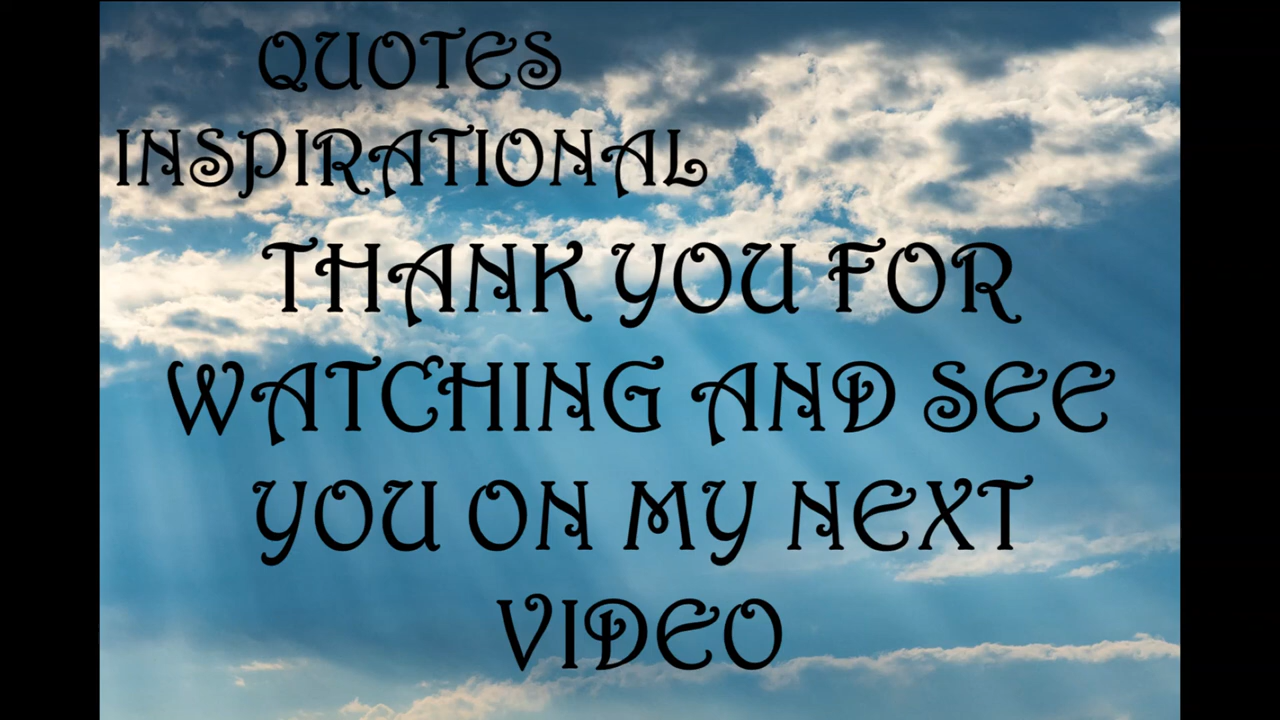 QUOTES
INSPIRATIONAL
THANK YOU FOR
WATCHING AND SEE
YOU ON MY NEXT
VIDEO